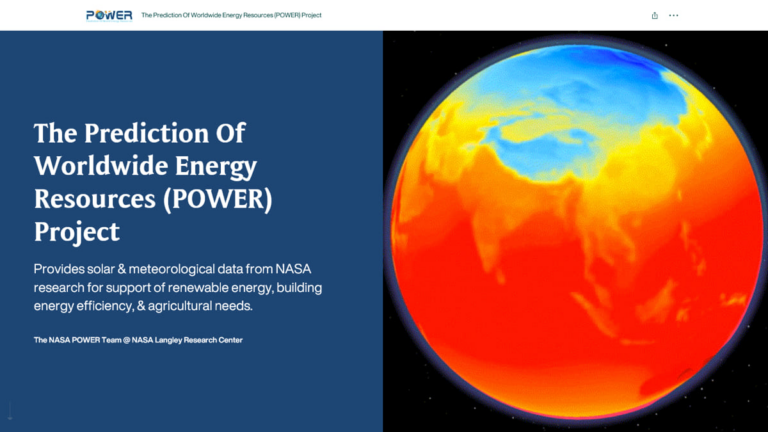 POWER
The Prediction Of Worldwide Energy Resources (POWER) Project
The Prediction Of
Worldwide Energy
Resources (POWER)
Project
Provides solar & meteorological data from NASA
research for support of renewable energy, building
energy efficiency, & agricultural needs.
The NASA POWER Team @ NASA Langley Research Center